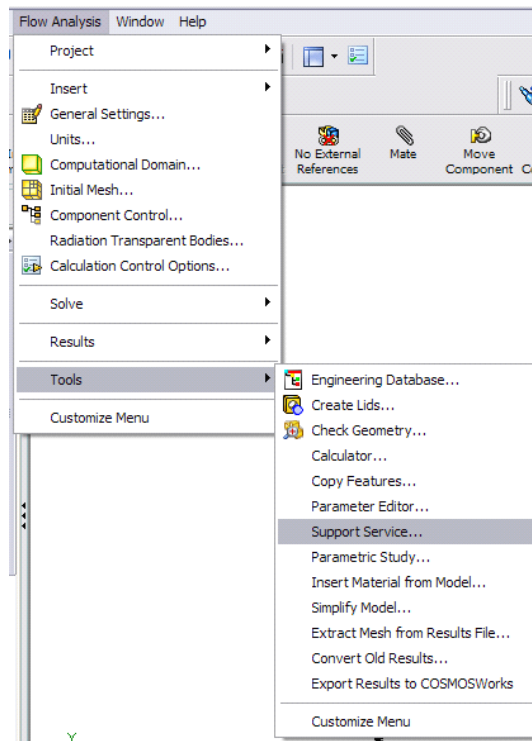 Flow Analysis Window Help
Project
Insert
General Settings...
Units...
Computational Domain...
Initial Mesh...
Component Control...
Radiation Transparent Bodies...
Calculation Control Options...
Solve
Results
Tools
Customize Menu
No External
References
Mate
Move
Component
Engineering Database...
Create Lids...
Check Geometry...
Calculator...
Copy Features...
Parameter Editor...
Support Service...
Parametric Study...
Insert Material from Model...
Simplify Model...
Extract Mesh from Results File...
Convert Old Results...
Export Results to COSMOSWorks
Customize Menu
Y